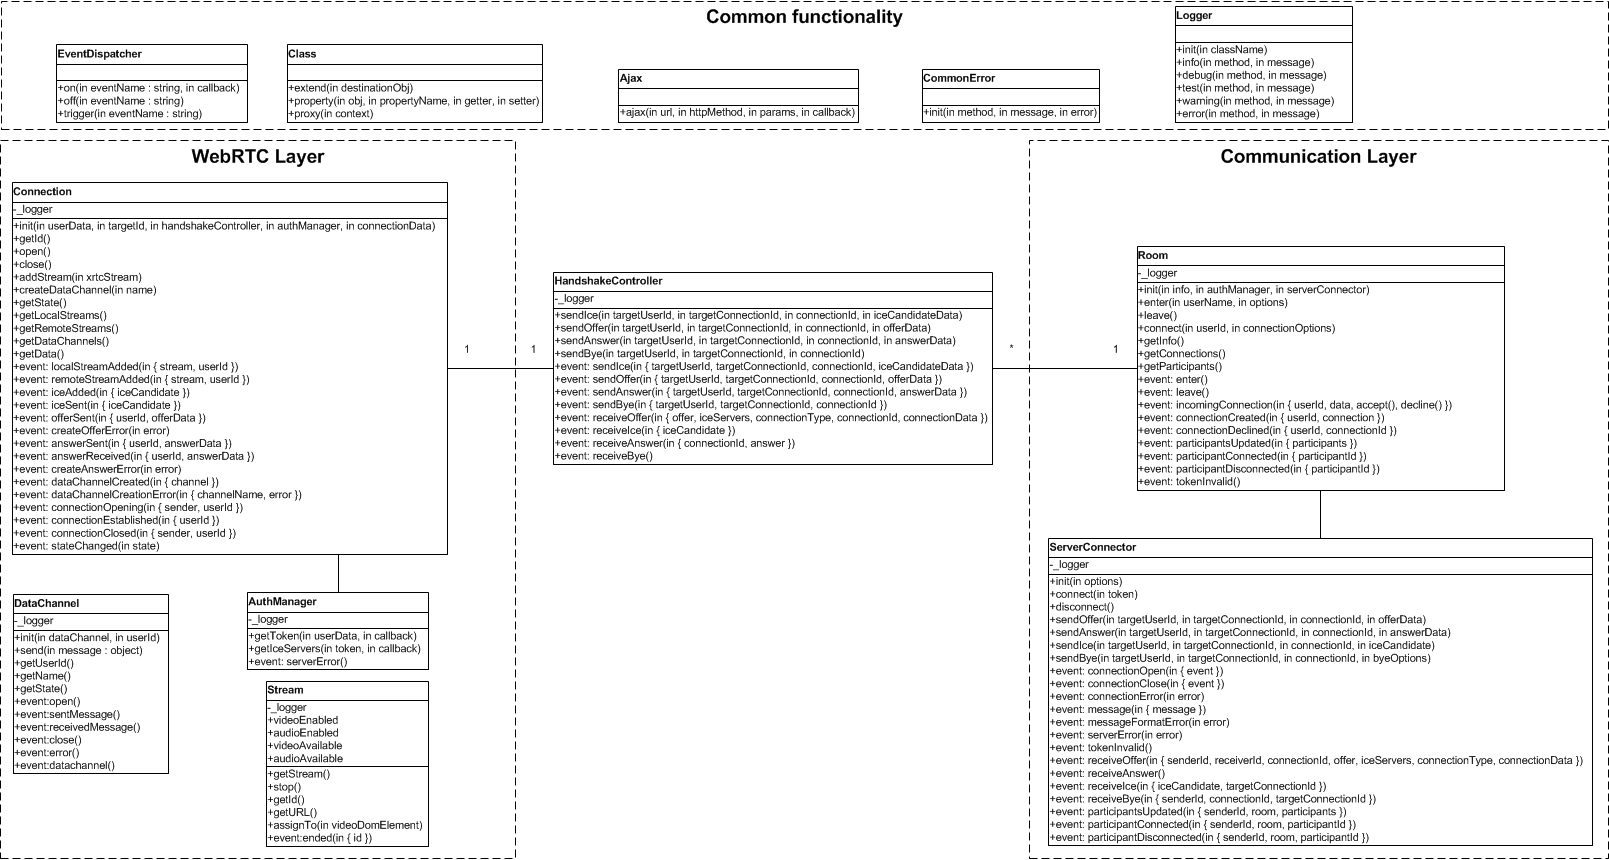 Common functionality
EventDispatcher
+on(in eventName : string, in callback)
+off(in eventName : string)
+trigger(in eventName : string)
Class
+extend(in destinationObj)
+property(in obj, in propertyName, in getter, in setter)
+proxy(in context)
Ajax
+ajax(in url, in httpMethod, in params, in callback)
CommonError
+init(in method, in message, in error)
Logger
+init(in className)
+info(in method, in message)
+debug(in method, in message)
+test(in method, in message)
+warning(in method, in message)
+error(in method, in message)
WebRTC Layer
Connection
-_logger
+init(in userData, in targetId, in handshakeController, in authManager, in connectionData)
+getId()
+open()
+close()
+addStream(in xrtcStream)
+createDataChannel(in name)
+getState()
+getLocalStreams()
+getRemoteStreams()
+getDataChannels()
+getData()
+event: localStreamAdded(in { stream, userId })
+event: remoteStreamAdded(in { stream, userId })
+event: iceAdded(in { iceCandidate })
+event: iceSent(in { iceCandidate })
+event: offerSent(in { userId, offerData })
+event: createOfferError(in error)
+event: answerSent(in { userId, answerData })
+event: answerReceived(in { userId, answerData })
+event: createAnswerError(in error)
+event: dataChannelCreated(in { channel })
+event: dataChannelCreationError(in { channelName, error })
+event: connectionOpening(in { sender, userId })
+event: connectionEstablished(in { userId })
+event: connectionClosed(in { sender, userId })
+event: stateChanged(in state)
DataChannel
-_logger
+init(in dataChannel, in userId)
+send(in message : object)
+getUserId()
+getName()
+getState()
+event:open()
+event:sentMessage()
+event:receivedMessage()
+event:close()
+event:error()
+event:datachannel()
AuthManager
-_logger
+getToken(in userData, in callback)
+getIceServers(in token, in callback)
+event: serverError()
Stream
-_logger
+videoEnabled
+audioEnabled
+videoAvailable
+audioAvailable
+getStream()
+stop()
+getId()
+getURL()
+assignTo(in videoDomElement)
+event:ended(in { id })
1
1
HandshakeController
-_logger
+sendIce(in targetUserId, in targetConnectionId, in connectionId, in iceCandidateData)
+sendOffer(in targetUserId, in targetConnectionId, in connectionId, in offerData)
+sendAnswer(in targetUserId, in targetConnectionId, in connectionId, in answerData)
+sendBye(in targetUserId, in targetConnectionId, in connectionId)
+event: sendIce(in { targetUserId, targetConnectionId, connectionId, iceCandidateData })
+event: sendOffer(in { targetUserId, targetConnectionId, connectionId, offerData })
+event: sendAnswer(in { targetUserId, targetConnectionId, connectionId, answerData })
+event: sendBye(in { targetUserId, targetConnectionId, connectionId })
+event: receiveOffer(in { offer, iceServers, connectionType, connectionId, connectionData })
+event: receiveIce(in { iceCandidate })
+event: receiveAnswer(in { connectionId, answer })
+event: receiveBye()
*
1
Communication Layer
Room
-_logger
+init(in info, in authManager, in serverConnector)
+enter(in userName, in options)
+leave()
+connect(in userId, in connectionOptions)
+getInfo()
+getConnections()
+getParticipants()
+event: enter()
+event: leave()
+event: incomingConnection(in { userId, data, accept(), decline() })
+event: connectionCreated(in { userId, connection })
+event: connectionDeclined(in { userId, connectionId })
+event: participantsUpdated(in { participants })
+event: participantConnected(in { participantId })
+event: participantDisconnected(in { participantId })
+event: tokenInvalid()
ServerConnector
-_logger
+init(in options)
+connect(in token)
+disconnect()
+sendOffer(in targetUserId, in targetConnectionId, in connectionId, in offerData)
+sendAnswer(in targetUserId, in targetConnectionId, in connectionId, in answerData)
+sendIce(in targetUserId, in targetConnectionId, in connectionId, in iceCandidate)
+sendBye(in targetUserId, in targetConnectionId, in connectionId, in byeOptions)
+event: connectionOpen(in { event })
+event: connectionClose(in { event })
+event: connectionError(in error)
+event: message(in { message })
+event: messageFormatError(in error)
+event: serverError(in error)
+event: tokenInvalid()
+event: receiveOffer(in { senderId, receiverId, connectionId, offer, iceServers, connectionType, connectionData })
+event: receiveAnswer()
+event: receiveIce(in { iceCandidate, targetConnectionId })
+event: receiveBye(in { senderId, connectionId, targetConnectionId })
+event: participantsUpdated(in { senderId, room, participants })
+event: participantConnected(in { senderId, room, participantId })
+event: participantDisconnected(in { senderId, room, participantId })